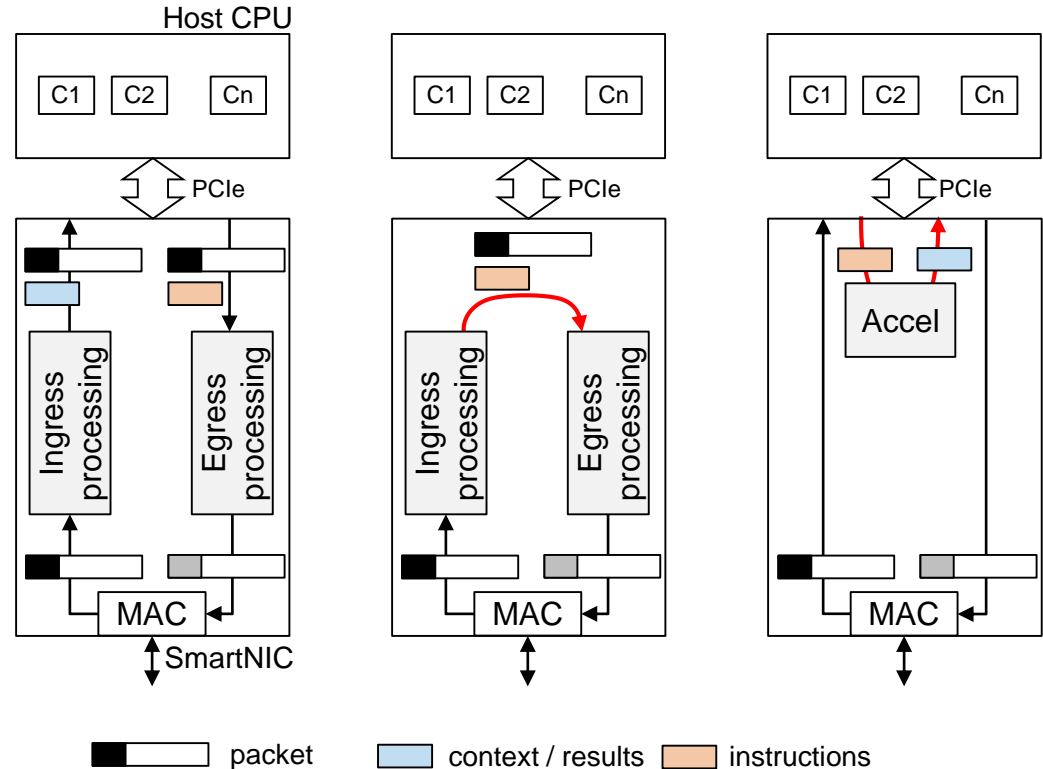 Host CPU
C1 C2 Cn
C1 C2 Cn
C1 C2 Cn
PCIe
PCIe
PCIe
Ingress
processing
Egress
processing
Ingress
processing
Egress
processing
Accel
MAC
MAC
MAC
SmartNIC
packet
context / results
instructions